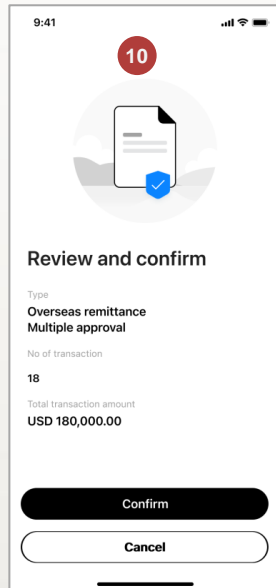 9:41
10
Review and confirm
Type
Overseas remittance
Multiple approval
No of transaction
18
Total transaction amount
USD 180,000.00
Confirm
Cancel